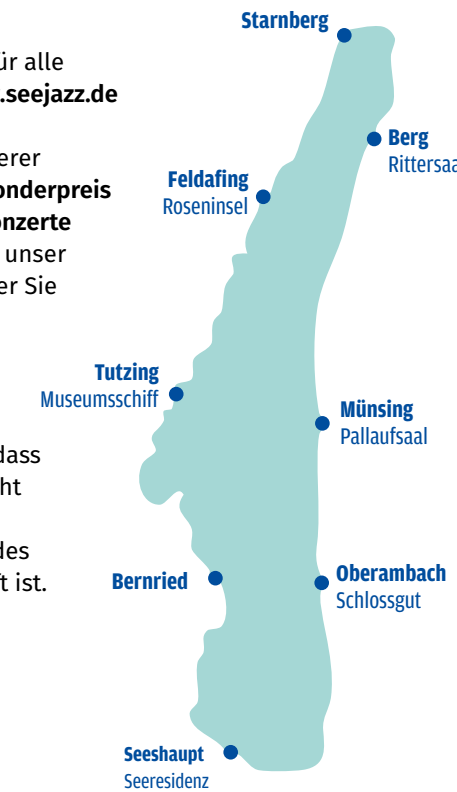 ür alle
.seejazz.de
erer
onderpreis
onzerte
unser
er Sie
dass
ht
des
t ist.
Starnberg
Berg
Rittersaa
Feldafing
Roseninsel
Tutzing
Museumsschiff
Münsing
Pallaufsaal
Bernried
Oberambach
Schlossgut
Seeshaupt
Seeresidenz